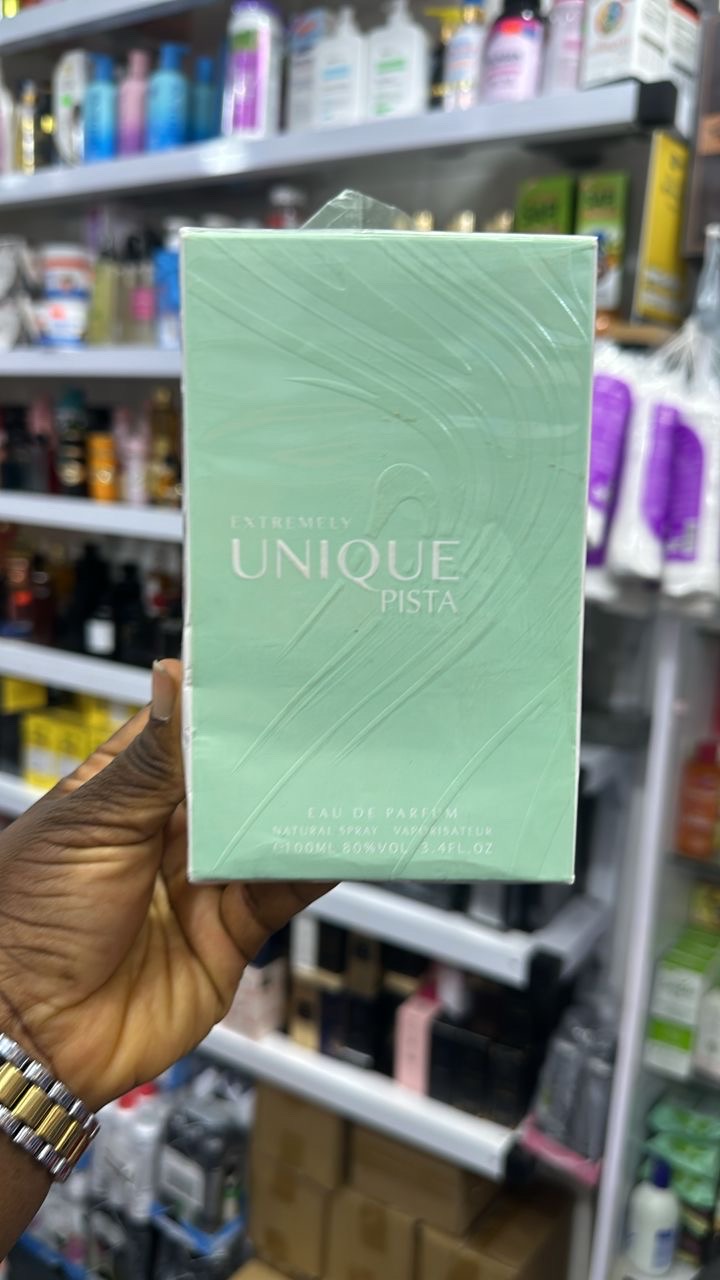 EXTREMELY
UNIQUE
PISTA
EAU DE PARFUM
NATURAL SPRAY VAPORISATEUR
℮100ML 80%VOL 3.4FL.OZ